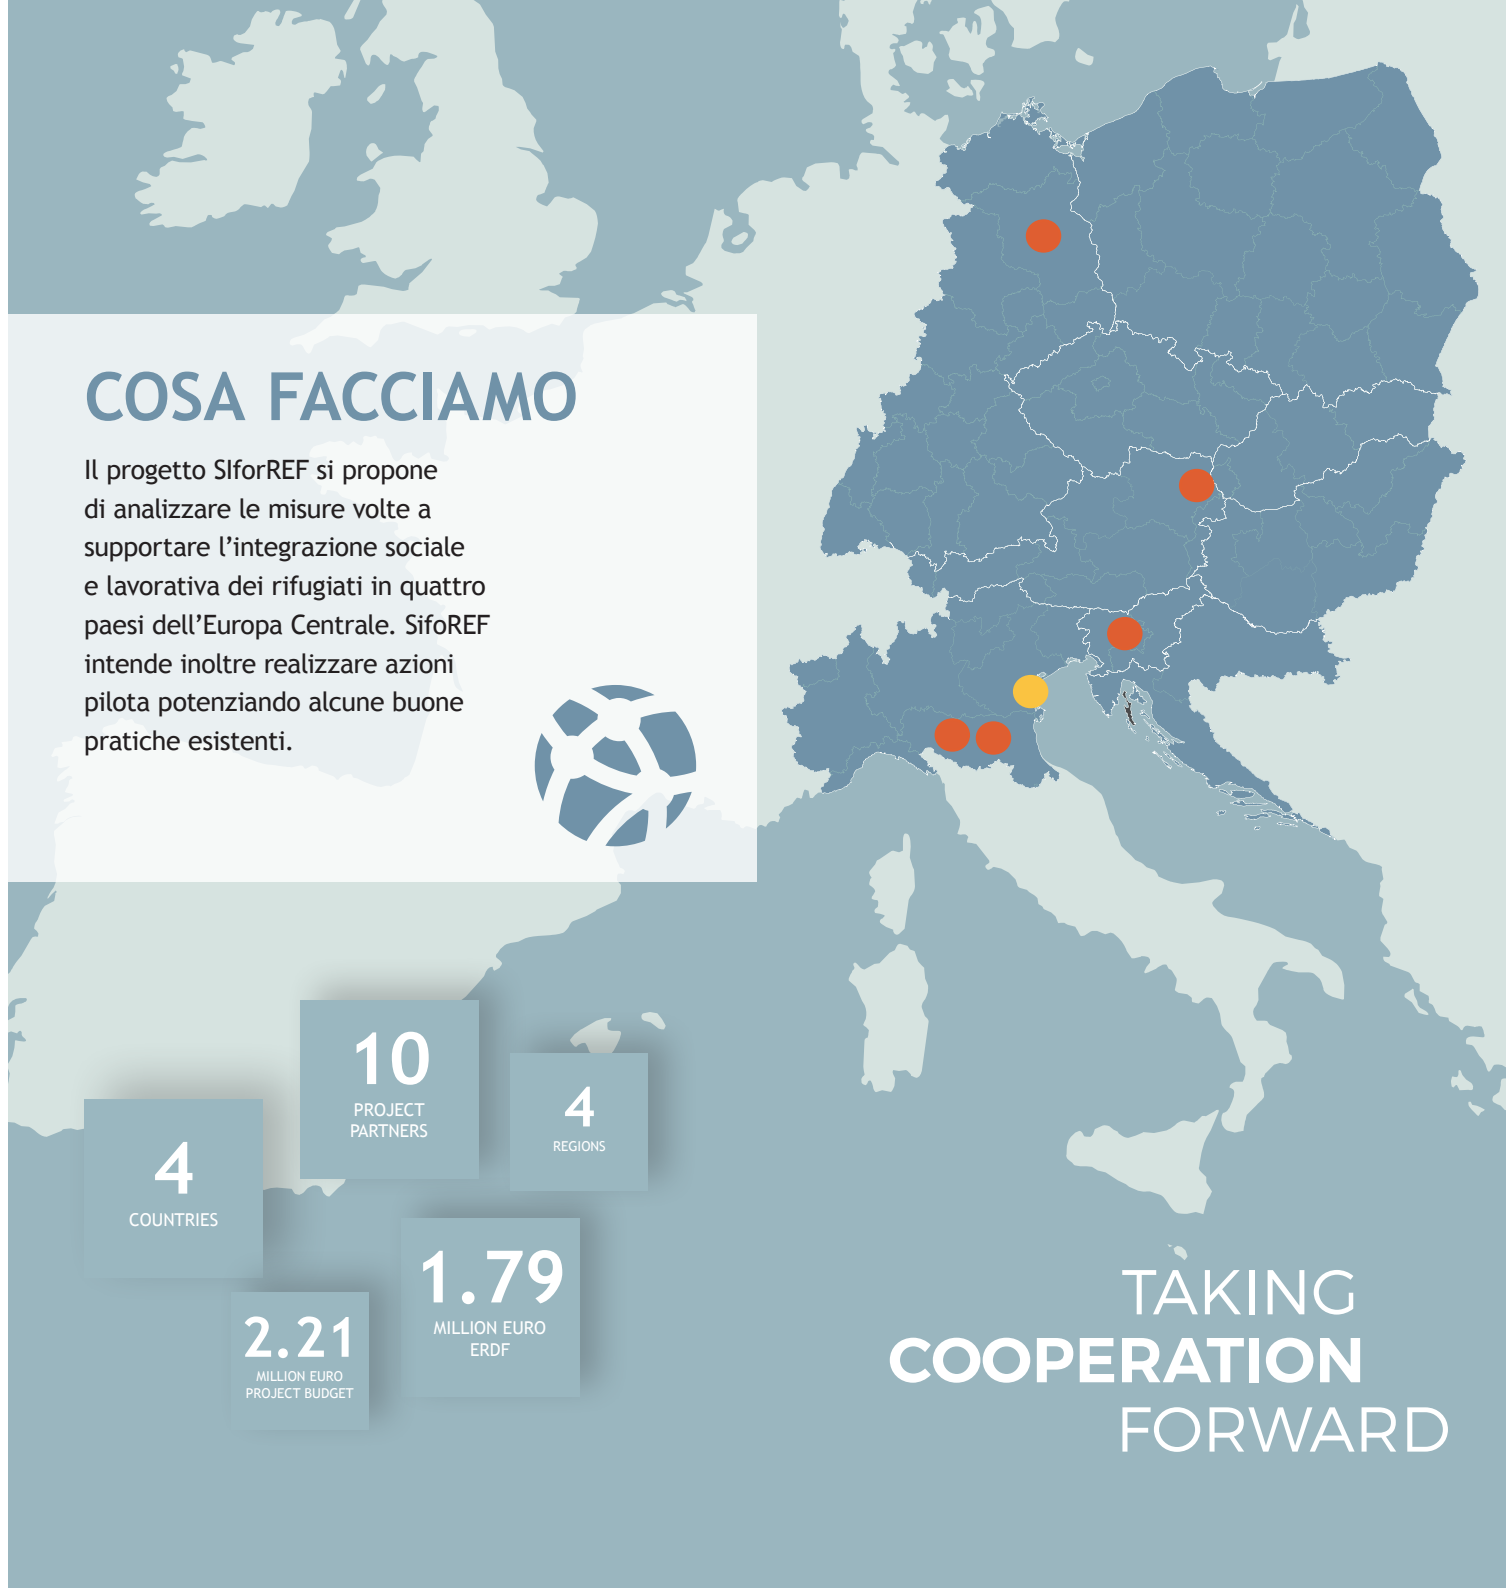 COSA FACCIAMO
Il progetto SIforREF si propone
di analizzare le misure volte a
supportare l'integrazione sociale
e lavorativa dei rifugiati in quattro
paesi dell'Europa Centrale. SifoREF
intende inoltre realizzare azioni
pilota potenziando alcune buone
pratiche esistenti.
10
PROJECT
PARTNERS
4
REGIONS
4
COUNTRIES
1.79
MILLION EURO
ERDF
2.21
MILLION EURO
PROJECT BUDGET
TAKING
COOPERATION
FORWARD